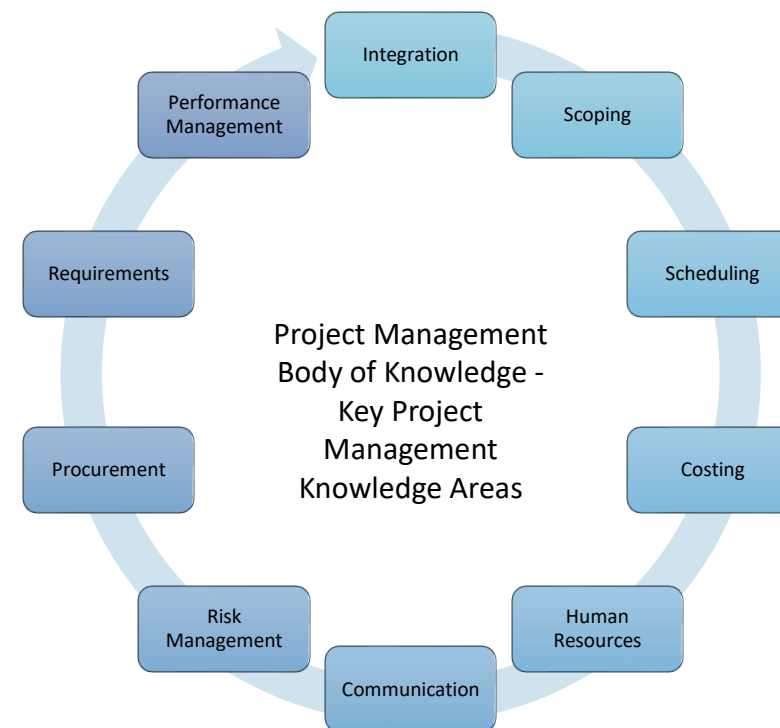 Integration
Scoping
Scheduling
Costing
Human
Resources
Communication
Risk
Management
Procurement
Requirements
Performance
Management
Project Management
Body of Knowledge -
Key Project
Management
Knowledge Areas